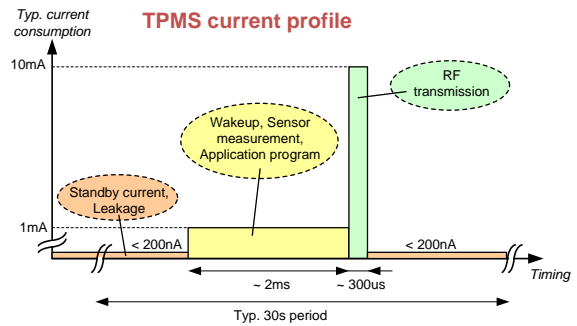 Typ. current
consumption
TPMS current profile
10mA
RF
transmission
Wakeup, Sensor
measurement,
Application program
Standby current,
Leakage
1mA
< 200nA
< 200nA
Timing
~ 2ms
~ 300us
Typ. 30s period